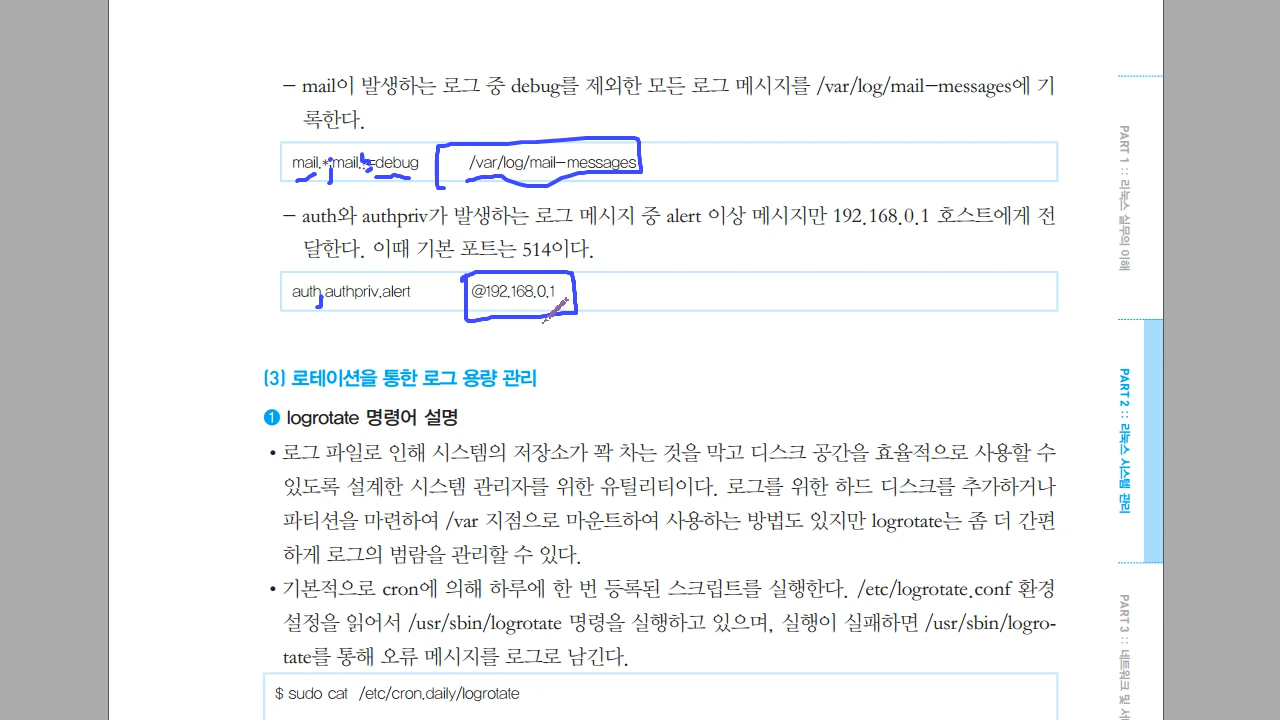 – mail이 발생하는 로그 중 debug를 제외한 모든 로그 메시지를 /var/log/mail-messages에 기
록한다.
mail.*;mail.!=debug /var/log/mail-messages
– auth와 authpriv가 발생하는 로그 메시지 중 alert 이상 메시지만 192.168.0.1 호스트에게 전
달한다. 이때 기본 포트는 514이다.
auth,authpriv.alert @192.168.0.1
(3) 로테이션을 통한 로그 용량 관리
❶ logrotate 명령어 설명
• 로그 파일로 인해 시스템의 저장소가 꽉 차는 것을 막고 디스크 공간을 효율적으로 사용할 수
있도록 설계한 시스템 관리자를 위한 유틸리티이다. 로그를 위한 하드 디스크를 추가하거나
파티션을 마련하여 /var 지점으로 마운트하여 사용하는 방법도 있지만 logrotate는 좀 더 간편
하게 로그의 범람을 관리할 수 있다.
• 기본적으로 cron에 의해 하루에 한 번 등록된 스크립트를 실행한다. /etc/logrotate.conf 환경
설정을 읽어서 /usr/sbin/logrotate 명령을 실행하고 있으며, 실행이 실패하면 /usr/sbin/logro-
tate를 통해 오류 메시지를 로그로 남긴다.
$ sudo cat /etc/cron.daily/logrotate
PART 1 :: 리눅스 실무의 이해
PART 2 :: 리눅스 시스템 관리
PART 3 :: 네트워크 및 서